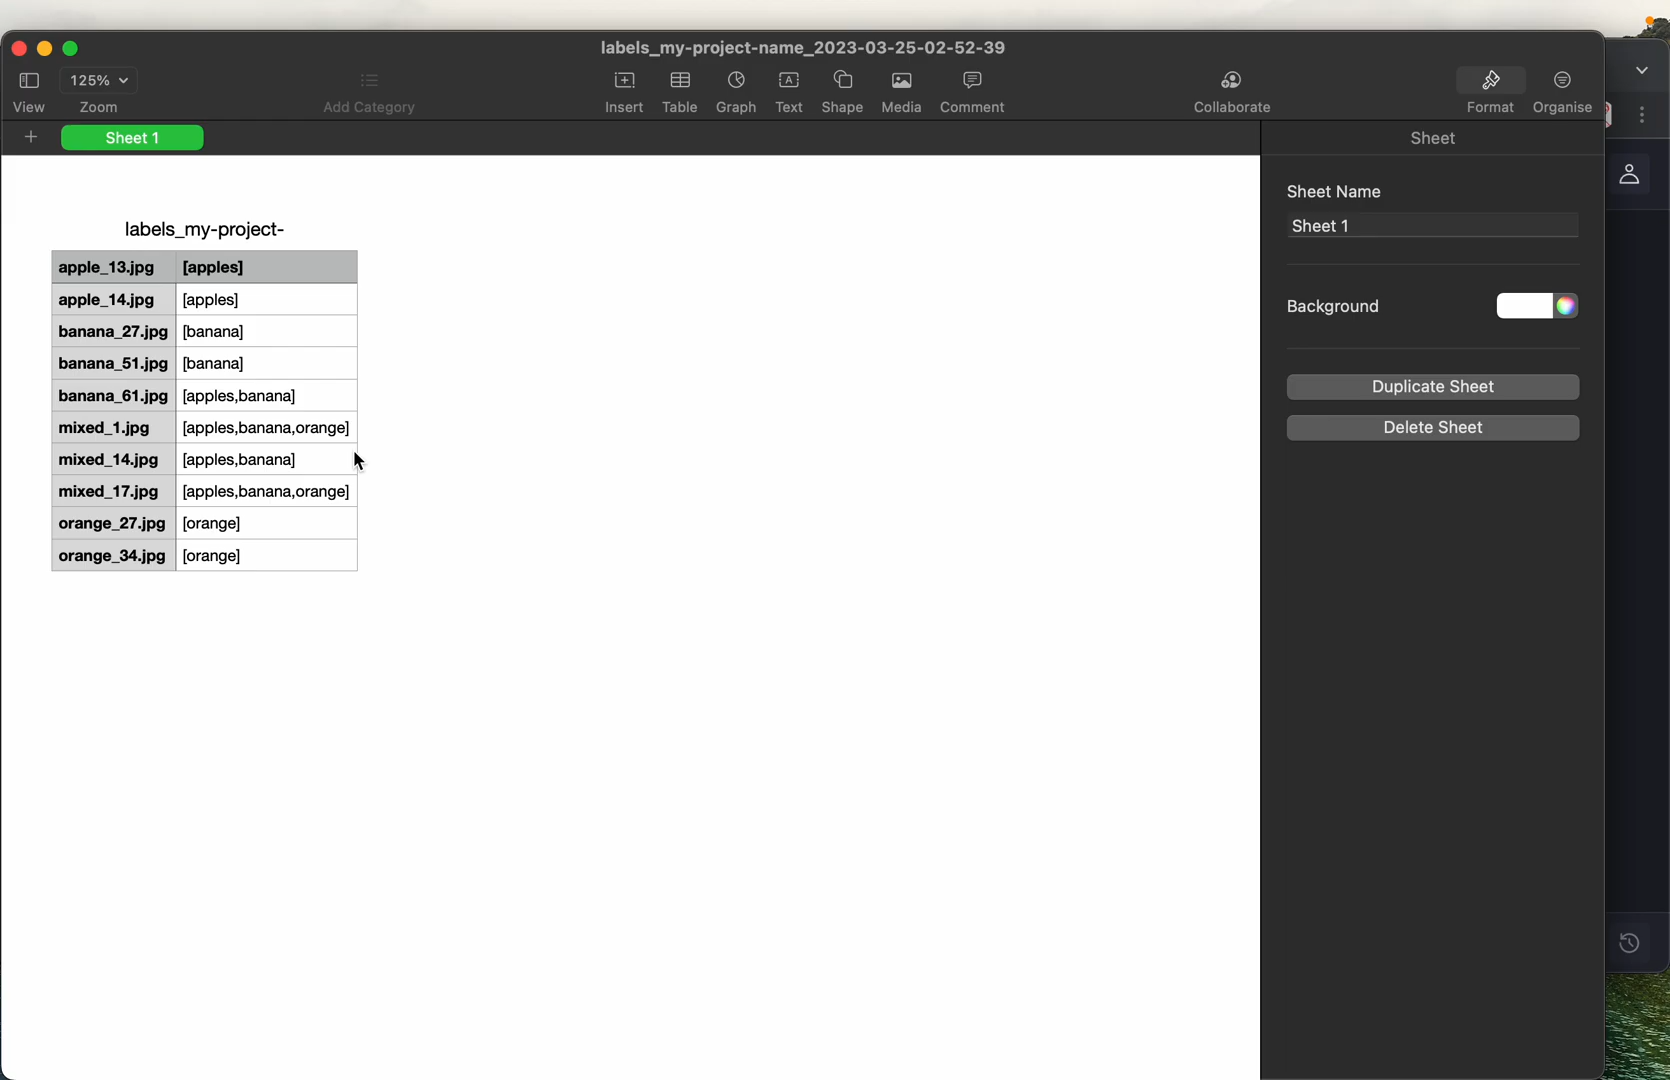 labels_my-project-name_2023-03-25-02-52-39
125%
View
Zoom
Add Category
Insert
Table
Graph
Text
Shape
Media
Comment
Collaborate
Format
Organise
Sheet 1
Sheet
Sheet Name
Sheet 1
Background
Duplicate Sheet
Delete Sheet
labels_my-project-
apple_13.jpg [apples]
apple_14.jpg [apples]
banana_27.jpg [banana]
banana_51.jpg [banana]
banana_61.jpg [apples,banana]
mixed_1.jpg [apples,banana,orange]
mixed_14.jpg [apples,banana]
mixed_17.jpg [apples,banana,orange]
orange_27.jpg [orange]
orange_34.jpg [orange]